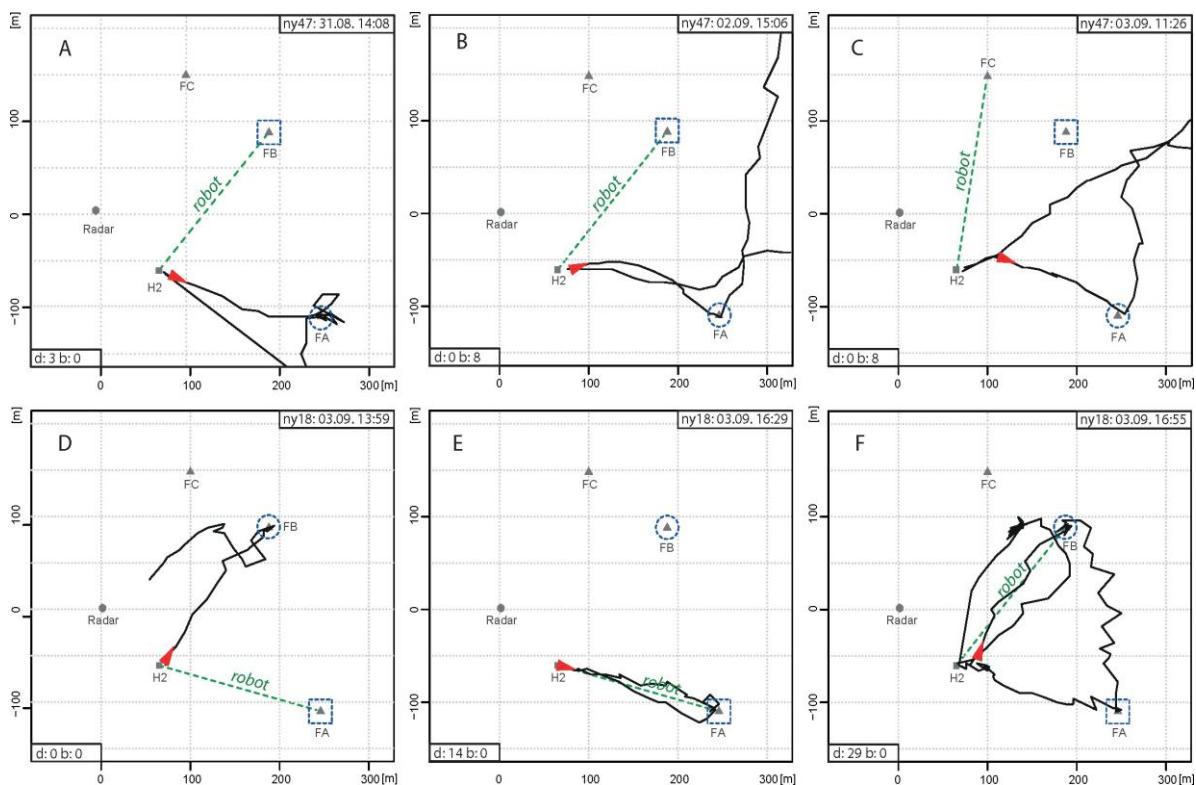 [m]
A
ny47: 31.08. 14:08
FC
100
FB
robot
0
Radar
H2
-100
FA
d: 3 b: 0
0 100 200 300 [m]
B
ny47: 02.09. 15:06
FC
100
FB
robot
0
Radar
H2
-100
FA
d: 0 b: 8
0 100 200 300 [m]
C
ny47: 03.09. 11:26
FC
100
FB
robot
0
Radar
H2
-100
FA
d: 0 b: 8
0 100 200 300 [m]
[m]
D
ny18: 03.09. 13:59
FC
100
FB
0
Radar
H2
robot
-100
FA
d: 0 b: 0
0 100 200 300 [m]
E
ny18: 03.09. 16:29
FC
100
FB
0
Radar
H2
robot
-100
FA
d: 14 b: 0
0 100 200 300 [m]
F
ny18: 03.09. 16:55
FC
100
FB
robot
0
Radar
H2
-100
FA
d: 29 b: 0
0 100 200 300 [m]